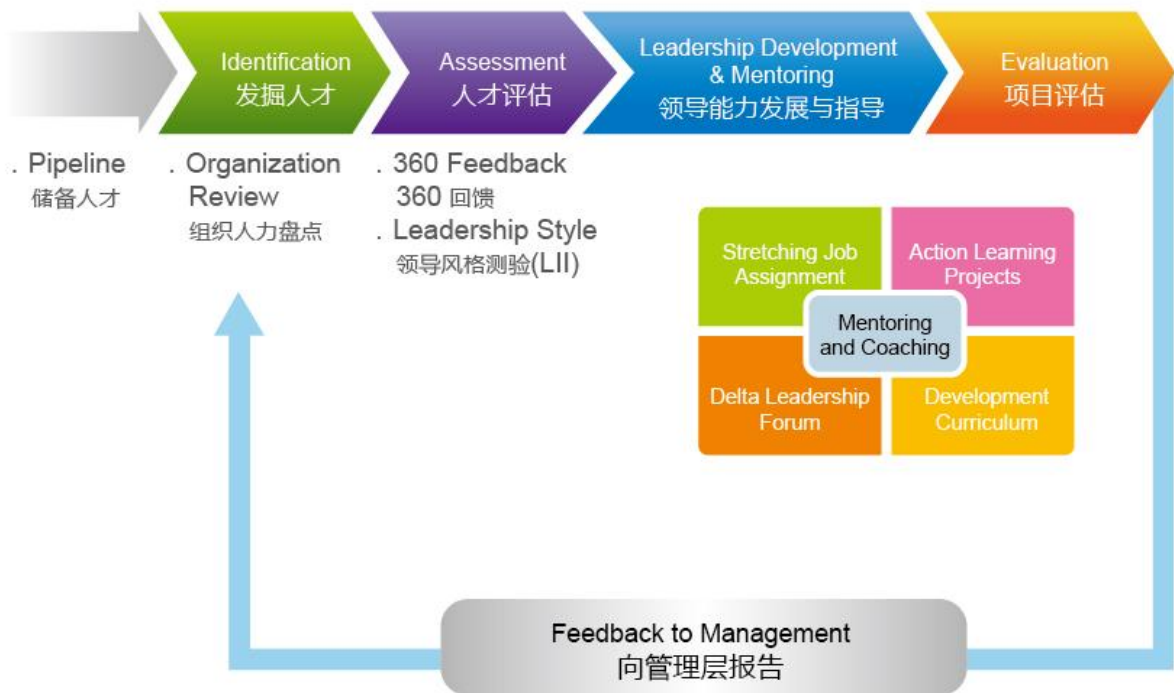 Identification
发掘人才
Assessment
人才评估
Leadership Development
& Mentoring
领导能力发展与指导
Evaluation
项目评估
. Pipeline
储备人才
. Organization
Review
组织人力盘点
. 360 Feedback
360 回馈
. Leadership Style
领导风格测验(LII)
Stretching Job
Assignment
Action Learning
Projects
Mentoring
and Coaching
Delta Leadership
Forum
Development
Curriculum
Feedback to Management
向管理层报告